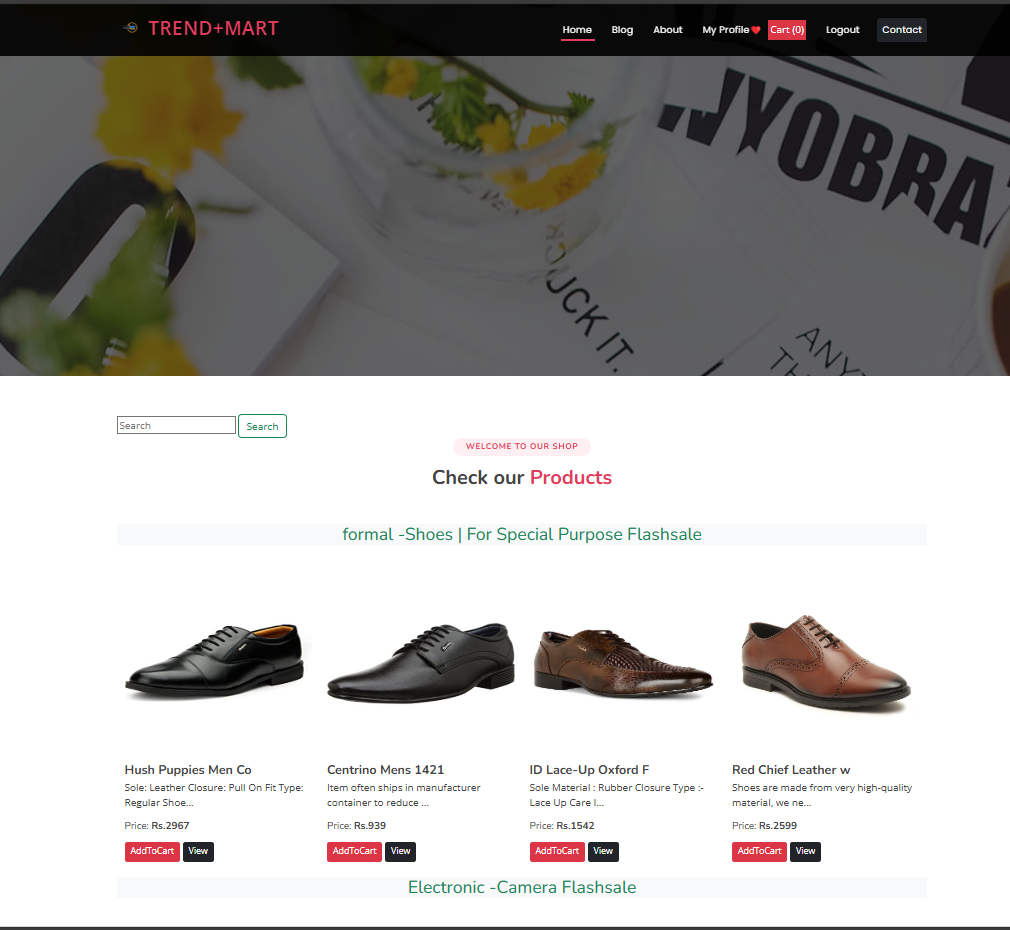 TREND+MART
Home Blog About My Profile Cart (0) Logout Contact
WYOBRA
UCK IT.
ANY
TH
Search Search
WELCOME TO OUR SHOP
Check our Products
formal -Shoes | For Special Purpose Flashsale
Hush Puppies Men Co
Sole: Leather Closure: Pull On Fit Type:
Regular Shoe...
Price: Rs.2967
AddToCart View
Centrino Mens 1421
Item often ships in manufacturer
container to reduce ...
Price: Rs.939
AddToCart View
ID Lace-Up Oxford F
Sole Material : Rubber Closure Type :-
Lace Up Care I...
Price: Rs.1542
AddToCart View
Red Chief Leather w
Shoes are made from very high-quality
material, we ne...
Price: Rs.2599
AddToCart View
Electronic -Camera Flashsale